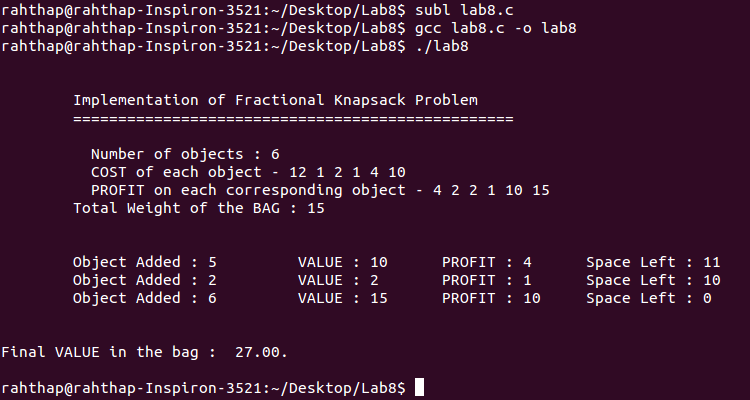 rahthap@rahthap-Inspiron-3521:~/Desktop/Lab8$ subl lab8.c
rahthap@rahthap-Inspiron-3521:~/Desktop/Lab8$ gcc lab8.c -o lab8
rahthap@rahthap-Inspiron-3521:~/Desktop/Lab8$ ./lab8
Implementation of Fractional Knapsack Problem
=================================================
Number of objects : 6
COST of each object - 12 1 2 1 4 10
PROFIT on each corresponding object - 4 2 2 1 10 15
Total Weight of the BAG : 15
Object Added : 5 VALUE : 10 PROFIT : 4 Space Left : 11
Object Added : 2 VALUE : 2 PROFIT : 1 Space Left : 10
Object Added : 6 VALUE : 15 PROFIT : 10 Space Left : 0
Final VALUE in the bag :  27.00.
rahthap@rahthap-Inspiron-3521:~/Desktop/Lab8$